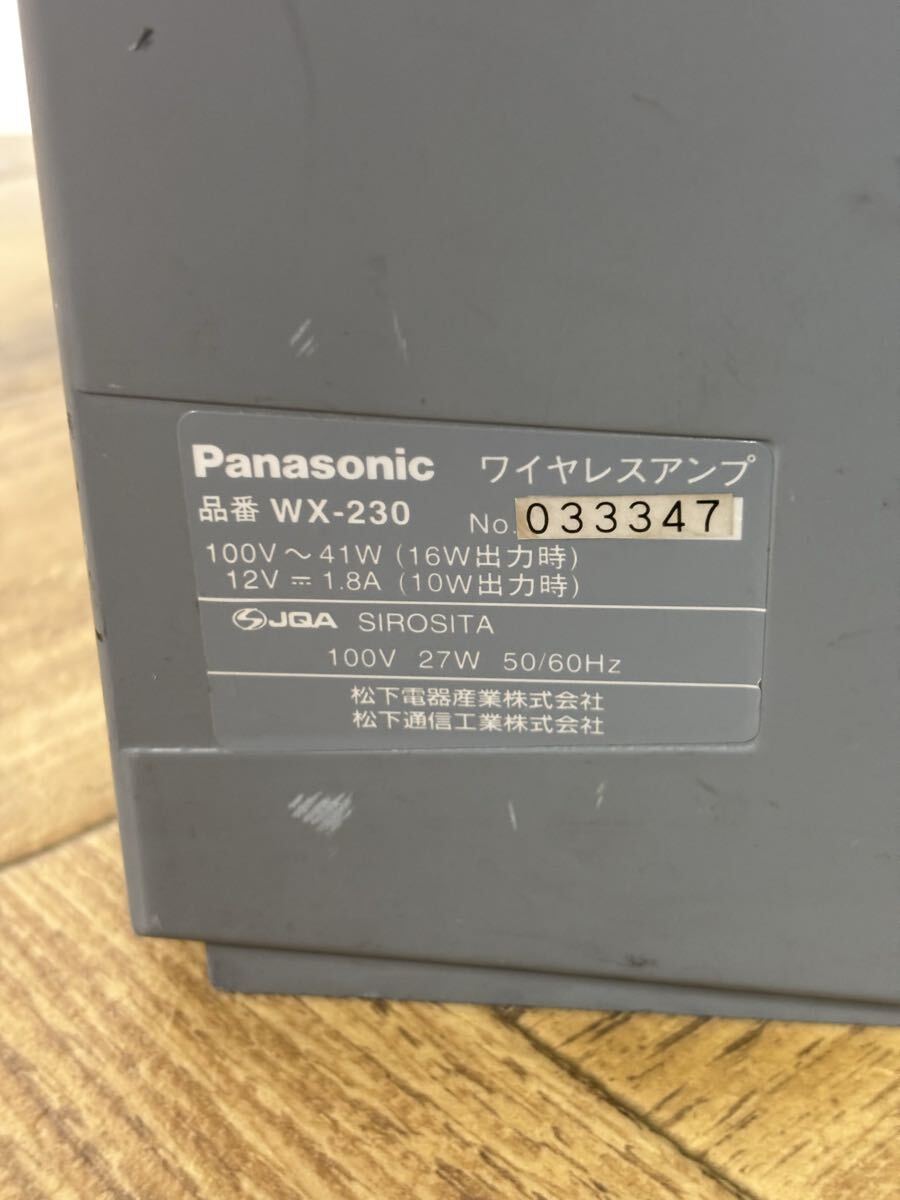 Panasonic ワイヤレスアンプ
品番 WX-230 No. 033347
100V～41W (16W出力時)
12V⎓1.8A (10W出力時)
JQA SIROSITA
100V 27W 50/60Hz
松下電器産業株式会社
松下通信工業株式会社